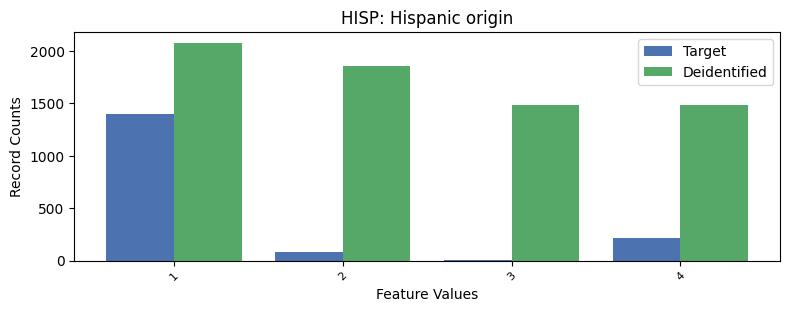 HISP: Hispanic origin
Record Counts
2000
1500
1000
500
0
Target
Deidentified
1
2
3
4
Feature Values